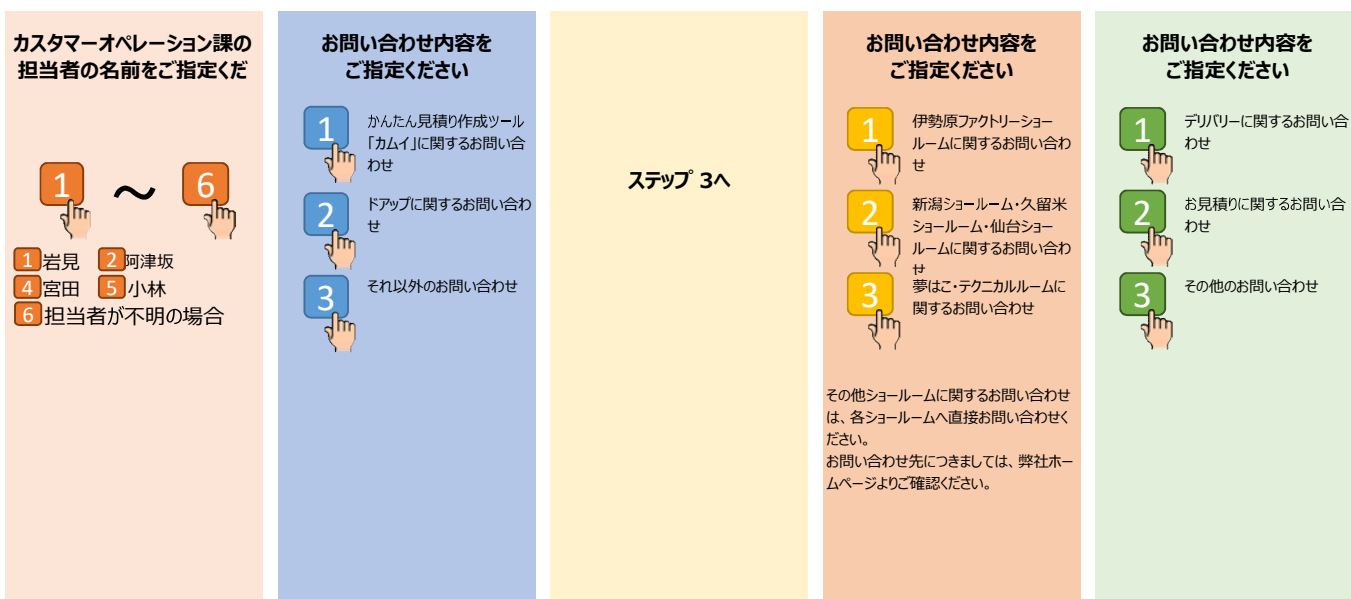 カスタマーオペレーション課の
担当者の名前をご指定くだ
1 ～ 6
1 岩見 2 阿津坂
4 宮田 5 小林
6 担当者が不明の場合
お問い合わせ内容を
ご指定ください
1
かんたん見積り作成ツール
「カムイ」に関するお問い合
わせ
2
ドアップに関するお問い合わ
せ
3
それ以外のお問い合わせ
ステップ 3へ
お問い合わせ内容を
ご指定ください
1
伊勢原ファクトリーショー
ルームに関するお問い合わ
せ
2
新潟ショールーム・久留米
ショールーム・仙台ショー
ルームに関するお問い合わ
せ
3
夢はこ・テクニカルルームに
関するお問い合わせ
その他ショールームに関するお問い合わせ
は、各ショールームへ直接お問い合わせく
ださい。
お問い合わせ先につきましては、弊社ホー
ムページよりご確認ください。
お問い合わせ内容を
ご指定ください
1
デリバリーに関するお問い合
わせ
2
お見積りに関するお問い合
わせ
3
その他のお問い合わせ